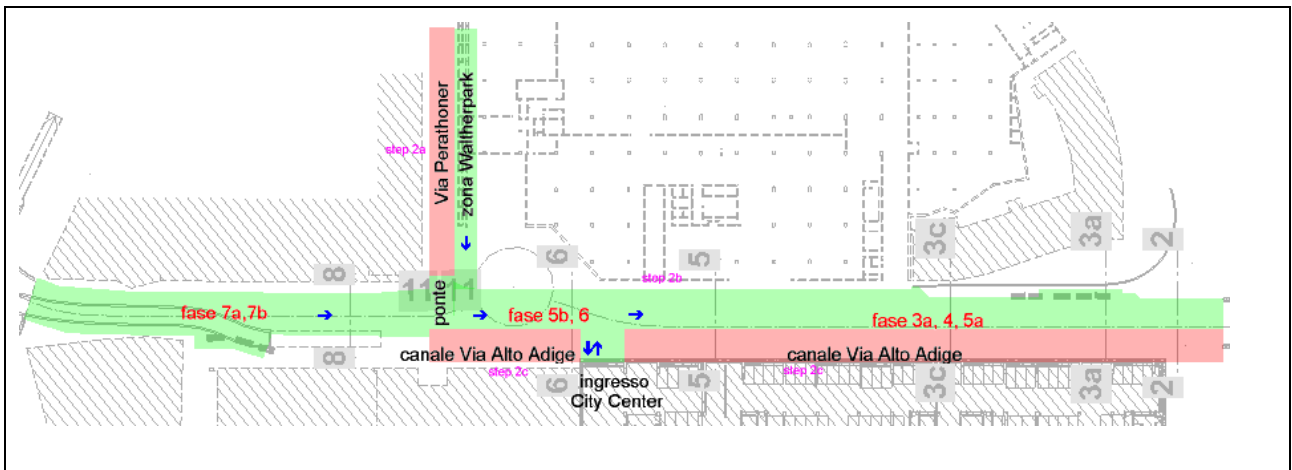 Via Perathoner
zona Waltherpark
step 2a
8
11
11
6
5
step 2b
3c
3a
2
ponte
fase 7a,7b
fase 5b, 6
fase 3a, 4, 5a
8
canale Via Alto Adige
canale Via Alto Adige
step 2c
step 2c
6
5
3c
3a
2
ingresso
City Center